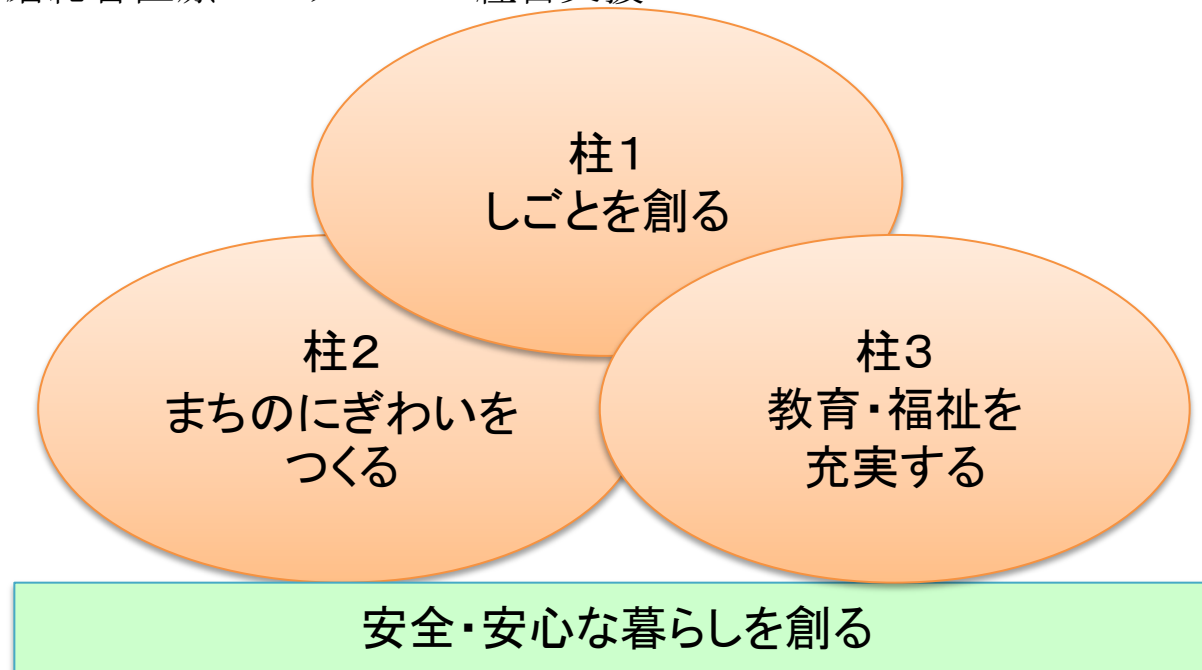 柱1
しごとを創る
柱2
まちのにぎわいを
つくる
柱3
教育・福祉を
充実する
安全・安心な暮らしを創る